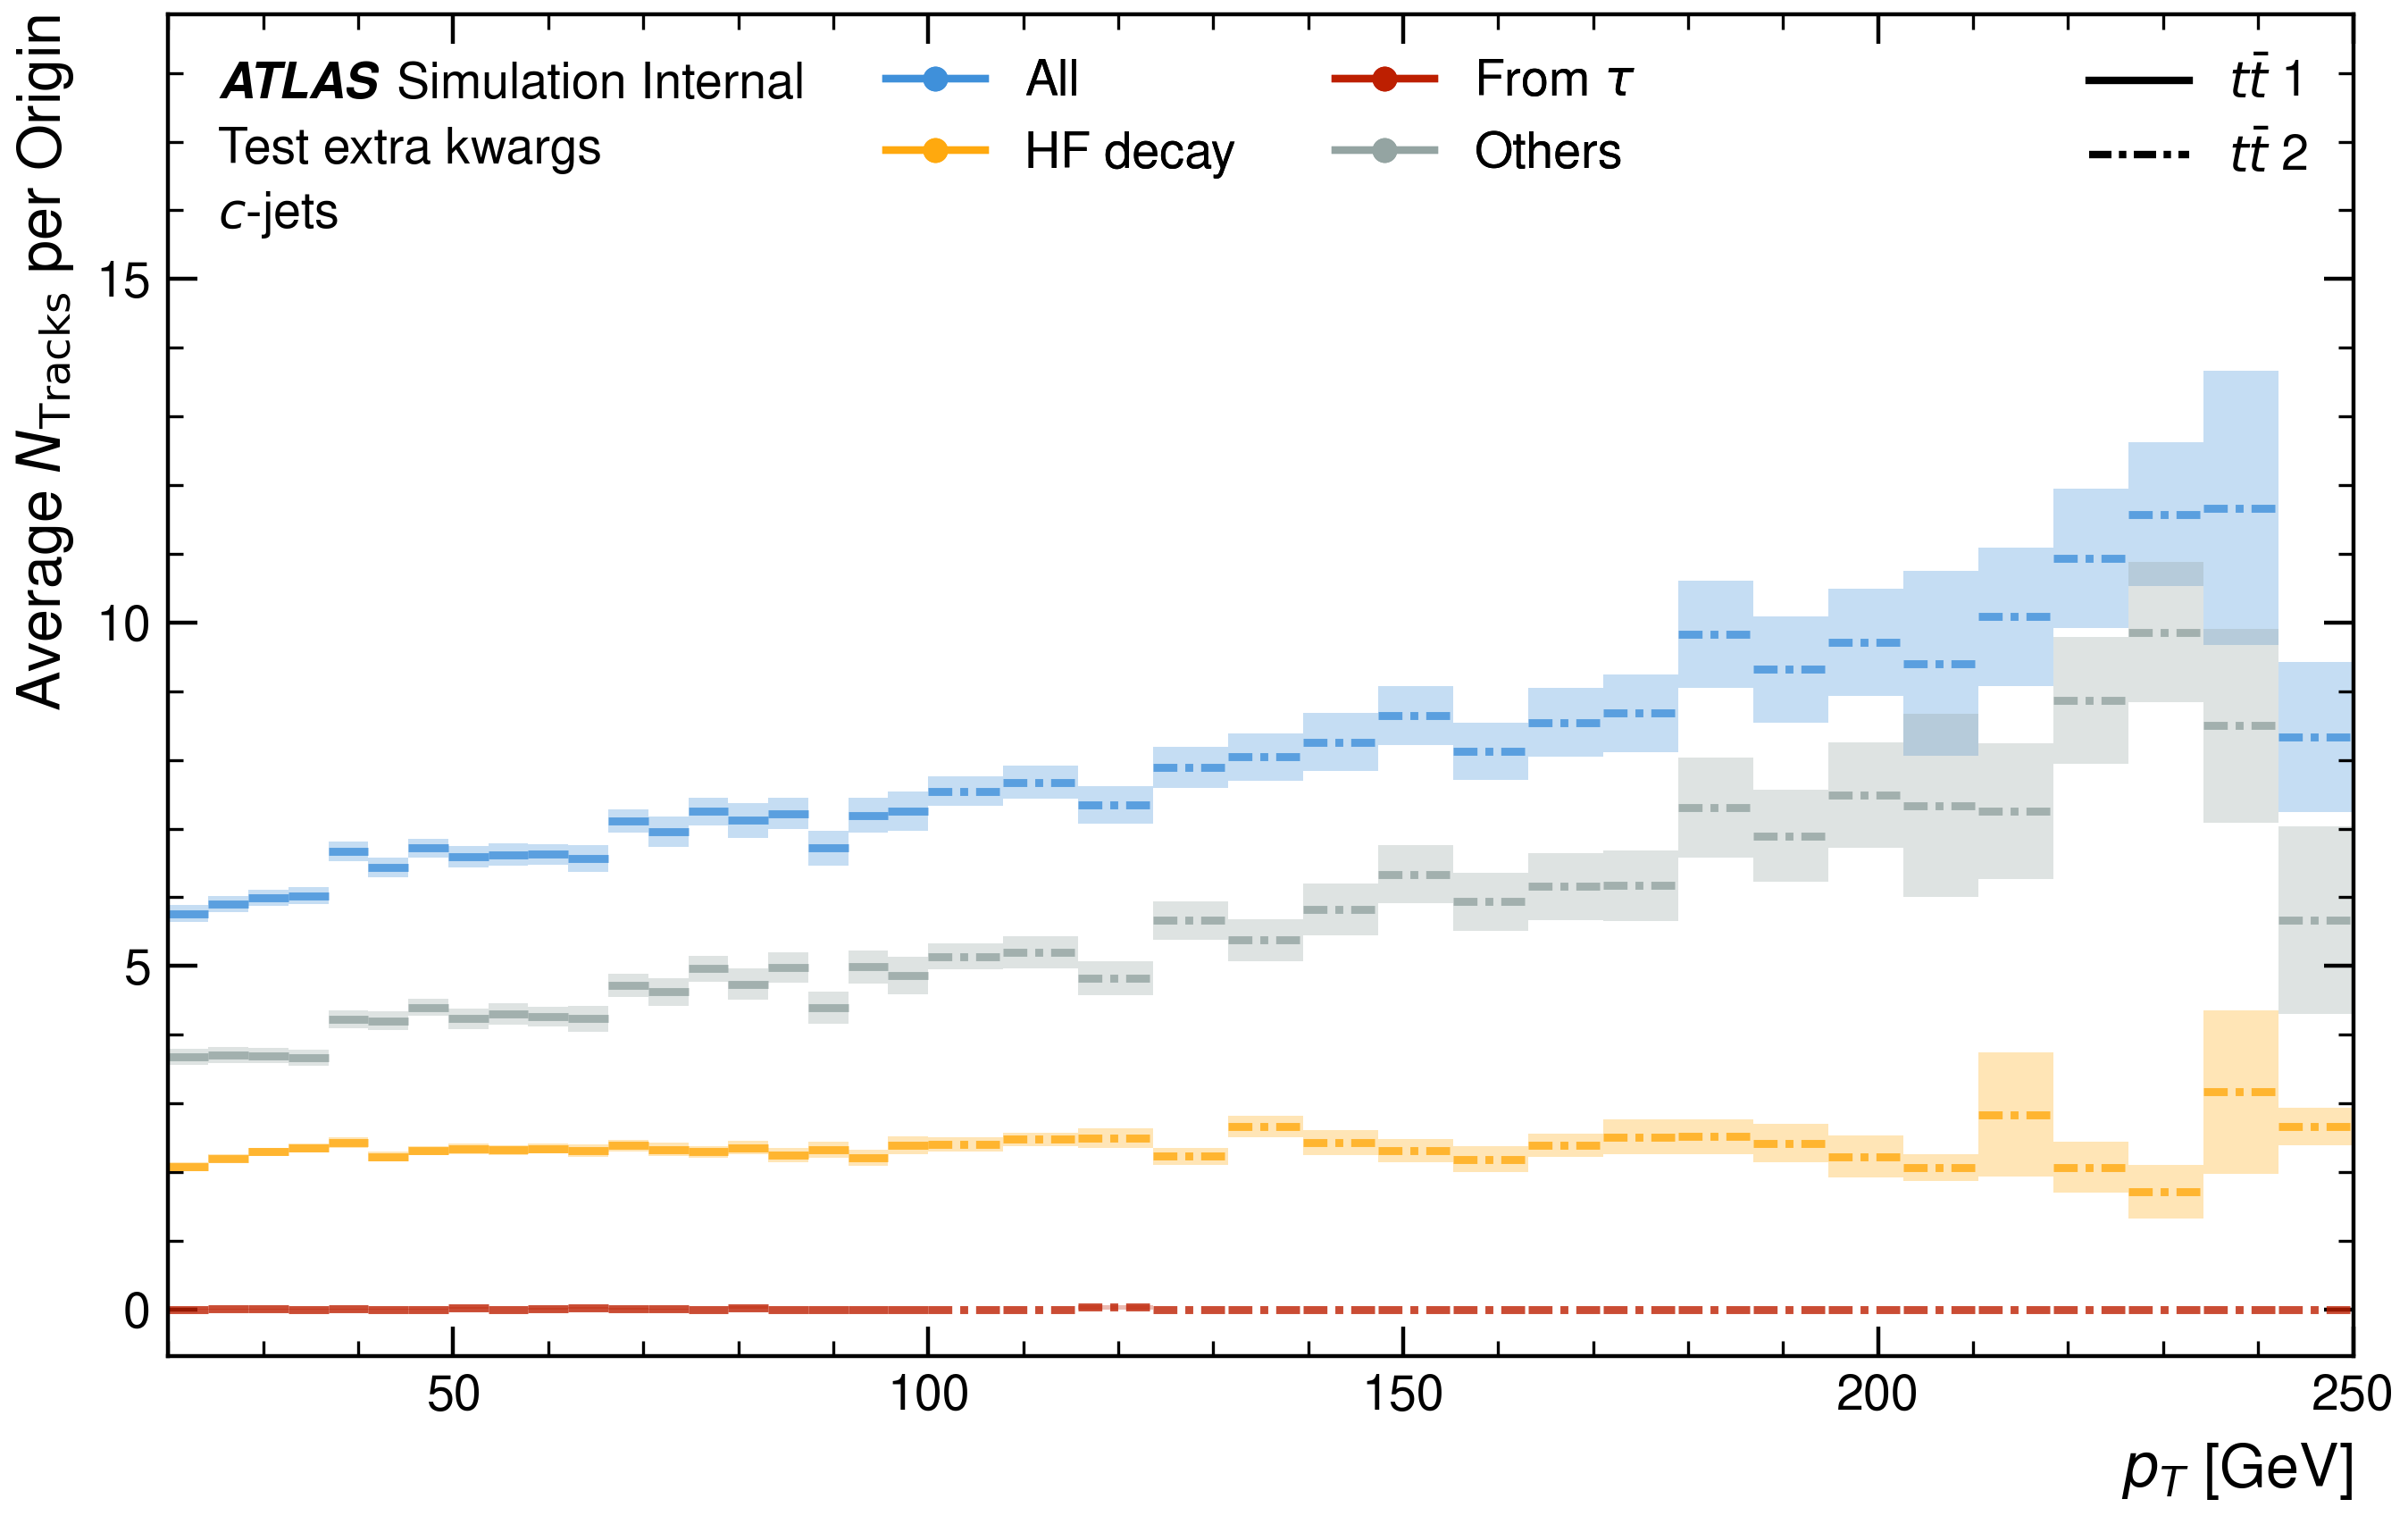 ATLAS Simulation Internal
Test extra kwargs
c-jets
All
HF decay
From τ
Others
tt̄ 1
tt̄ 2
Average N_Tracks per Origin
15
10
5
0
50 100 150 200 250
p_T [GeV]